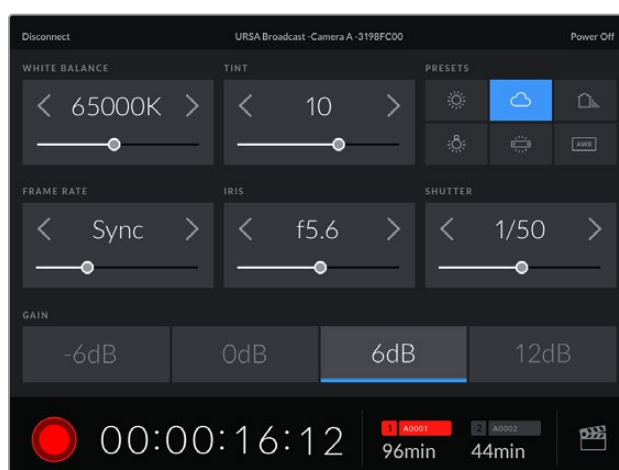 Disconnect
URSA Broadcast -Camera A -3198FC00
Power Off
WHITE BALANCE
TINT
PRESETS
65000K
10
AWB
FRAME RATE
IRIS
SHUTTER
Sync
f5.6
1/50
GAIN
-6dB
0dB
6dB
12dB
00:00:16:12
1 A0001
96min
2 A0002
44min